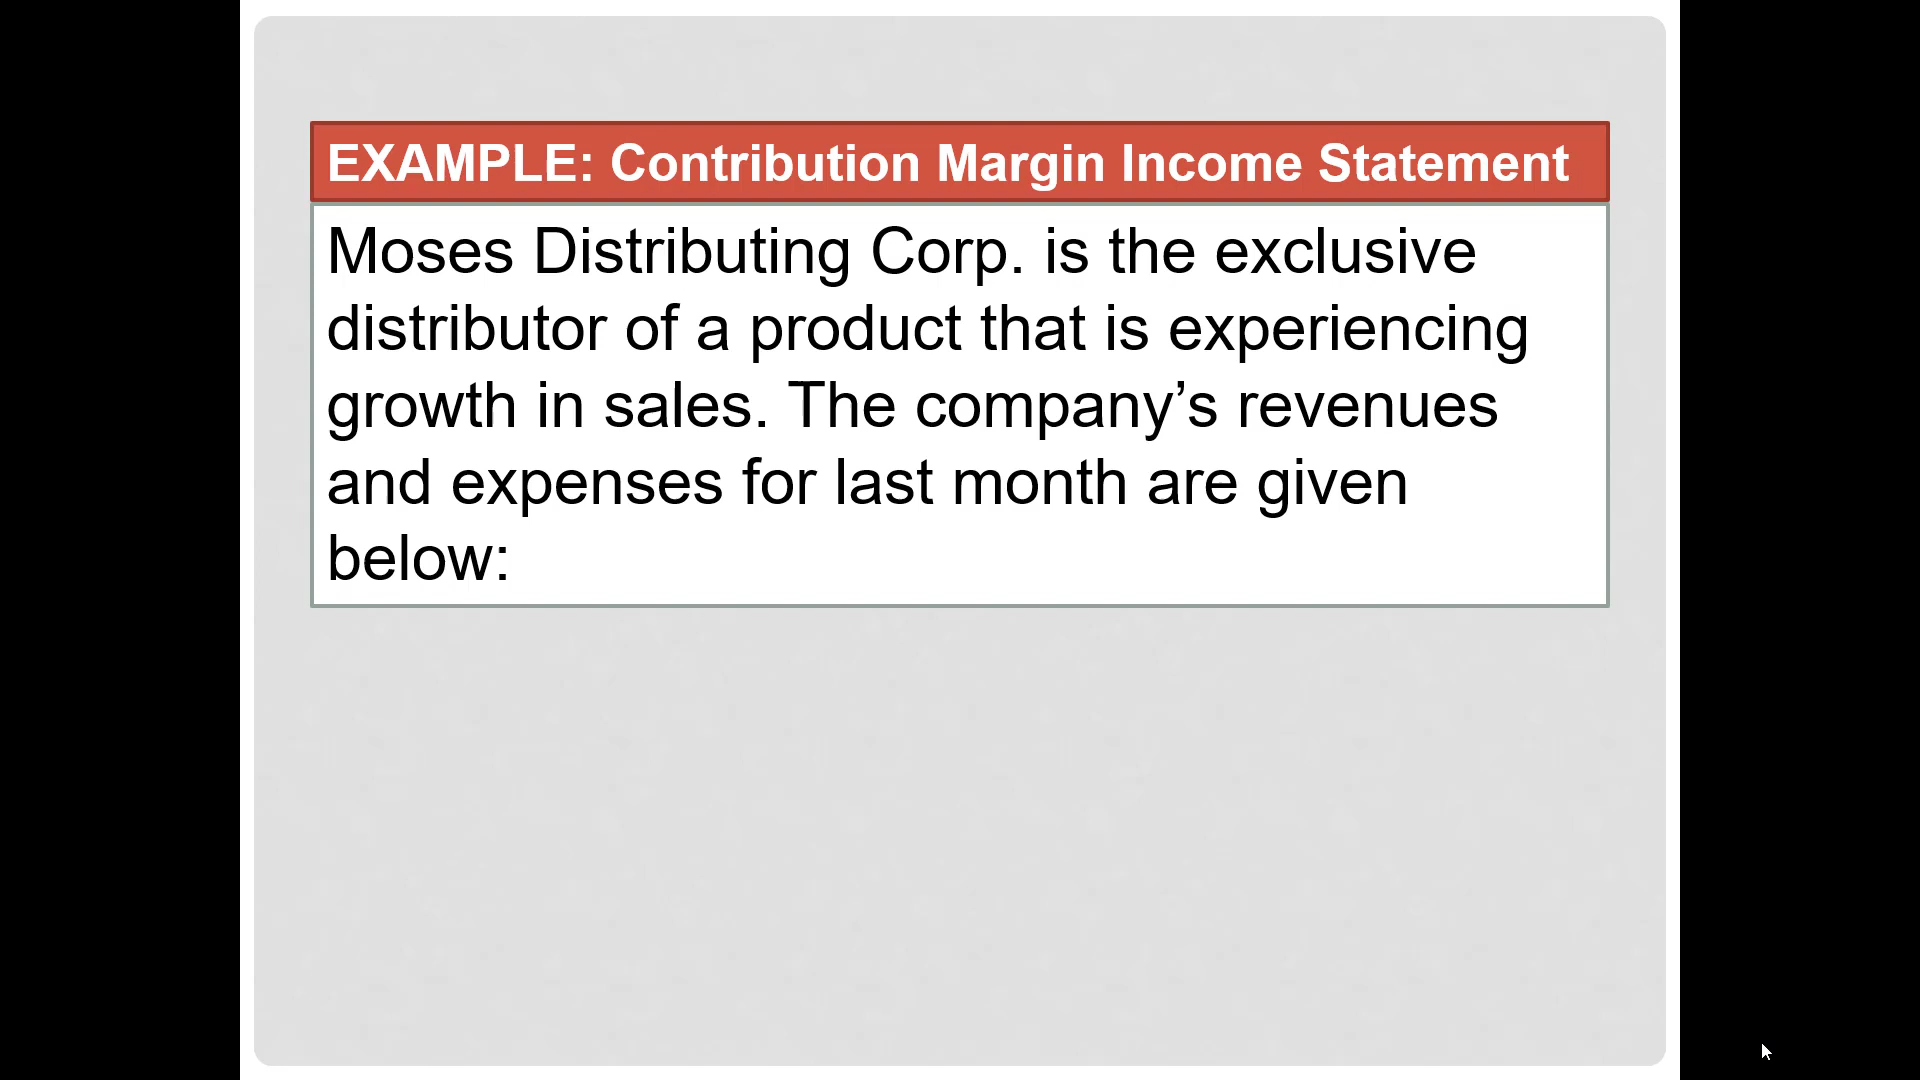 EXAMPLE: Contribution Margin Income Statement
Moses Distributing Corp. is the exclusive
distributor of a product that is experiencing
growth in sales. The company’s revenues
and expenses for last month are given
below: